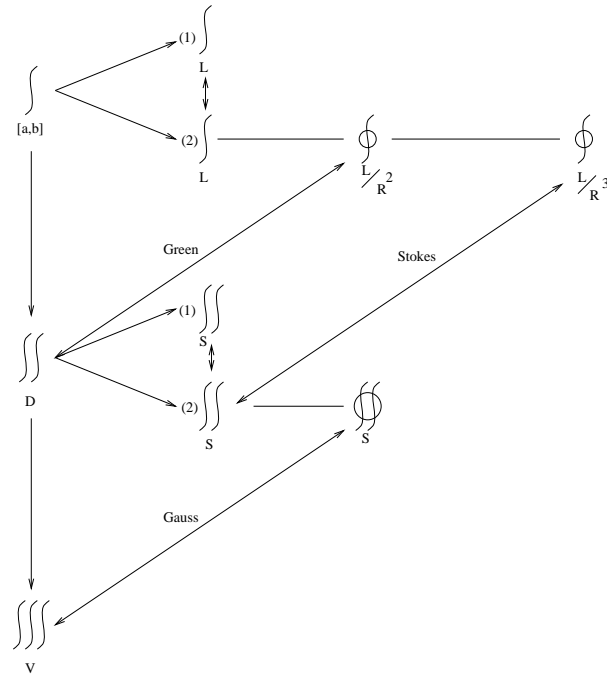 (1) ∫
L
∫
[a,b]
(2) ∫
L
∮
L/R²
∮
L/R³
Green
Stokes
(1) ∬
S
∬
D
(2) ∬
S
∯
S
Gauss
∭
V